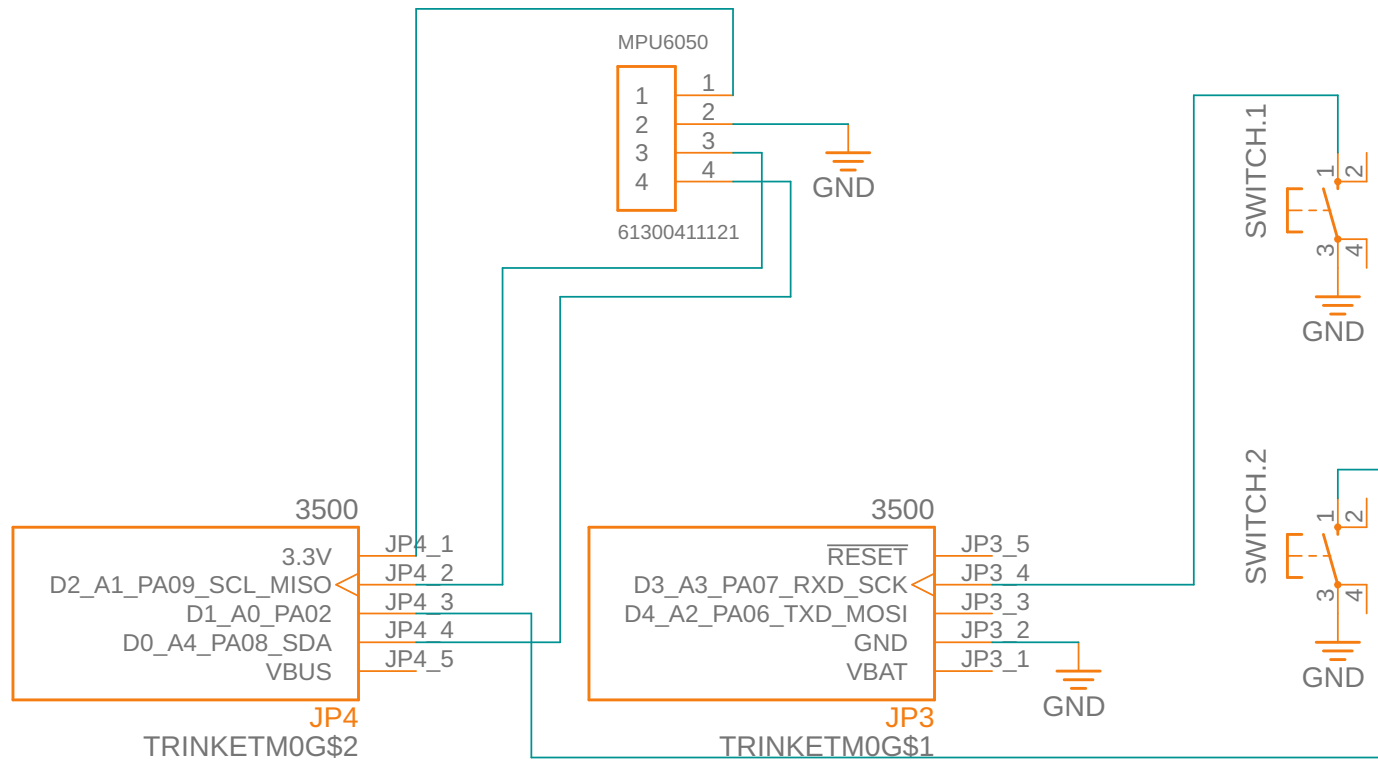 MPU6050
1 1
2 2
3 3
4 4
GND
61300411121
SWITCH.1
1
2
3
4
GND
3500
3.3V JP4_1
D2_A1_PA09_SCL_MISO JP4_2
D1_A0_PA02 JP4_3
D0_A4_PA08_SDA JP4_4
VBUS JP4_5
JP4
TRINKETM0G$2
3500
RESET JP3_5
D3_A3_PA07_RXD_SCK JP3_4
D4_A2_PA06_TXD_MOSI JP3_3
GND JP3_2
VBAT JP3_1
GND
JP3
TRINKETM0G$1
SWITCH.2
1
2
3
4
GND